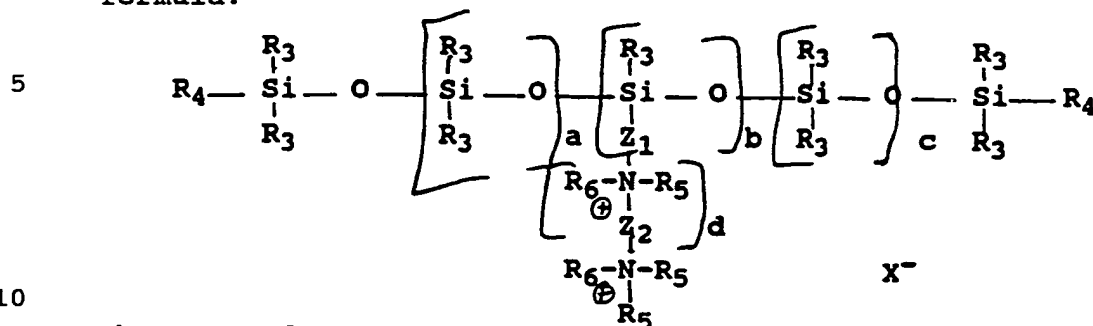 formula:
R3 R3 R3 R3 R3
5 R4— Si — O — Si — O — Si — O — Si — O — Si — R4
R3 R3 a Z1 b R3 c R3
R6-N-R5
⊕ Z2 d
R6-N-R5 X⁻
10 ⊕ R5